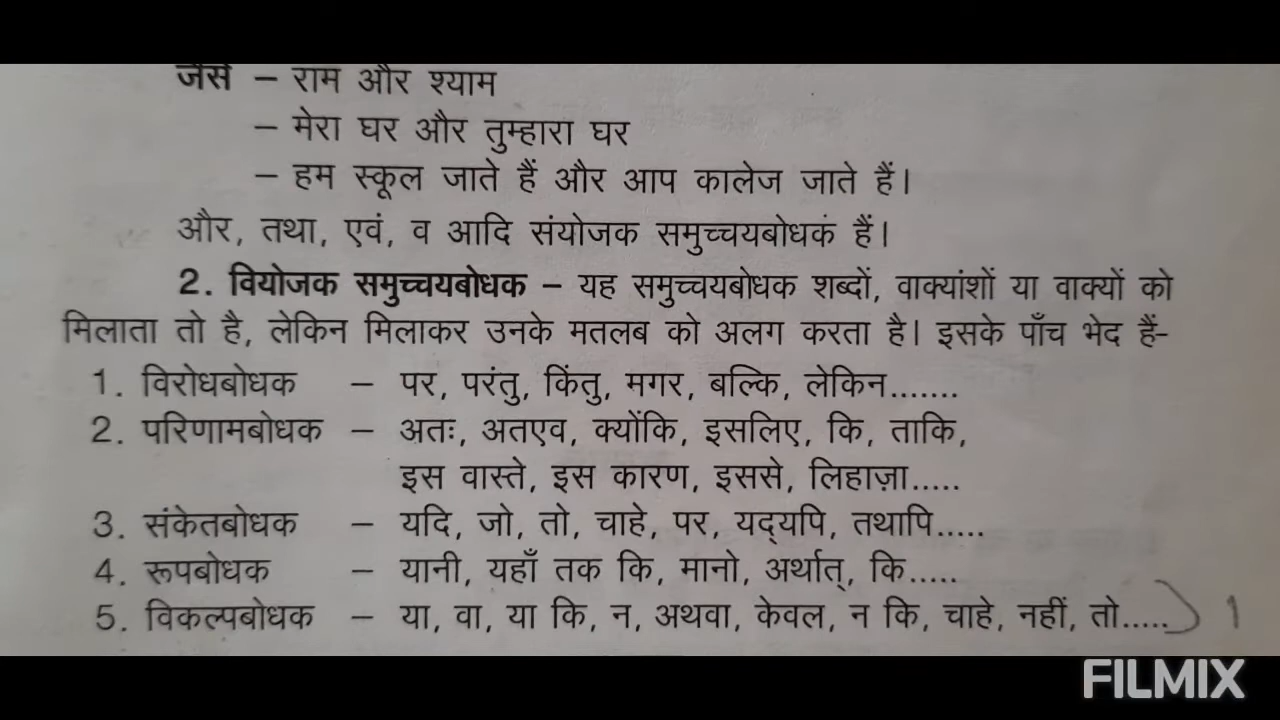 जैसे – राम और श्याम
– मेरा घर और तुम्हारा घर
– हम स्कूल जाते हैं और आप कालेज जाते हैं।
और, तथा, एवं, व आदि संयोजक समुच्चयबोधक हैं।
2. वियोजक समुच्चयबोधक – यह समुच्चयबोधक शब्दों, वाक्यांशों या वाक्यों को
मिलाता तो है, लेकिन मिलाकर उनके मतलब को अलग करता है। इसके पाँच भेद हैं-
1. विरोधबोधक – पर, परंतु, किंतु, मगर, बल्कि, लेकिन.......
2. परिणामबोधक – अतः, अतएव, क्योंकि, इसलिए, कि, ताकि,
इस वास्ते, इस कारण, इससे, लिहाज़ा.....
3. संकेतबोधक – यदि, जो, तो, चाहे, पर, यद्‌यपि, तथापि.....
4. रूपबोधक – यानी, यहाँ तक कि, मानो, अर्थात्, कि.....
5. विकल्पबोधक – या, वा, या कि, न, अथवा, केवल, न कि, चाहे, नहीं, तो..... 1
FILMIX